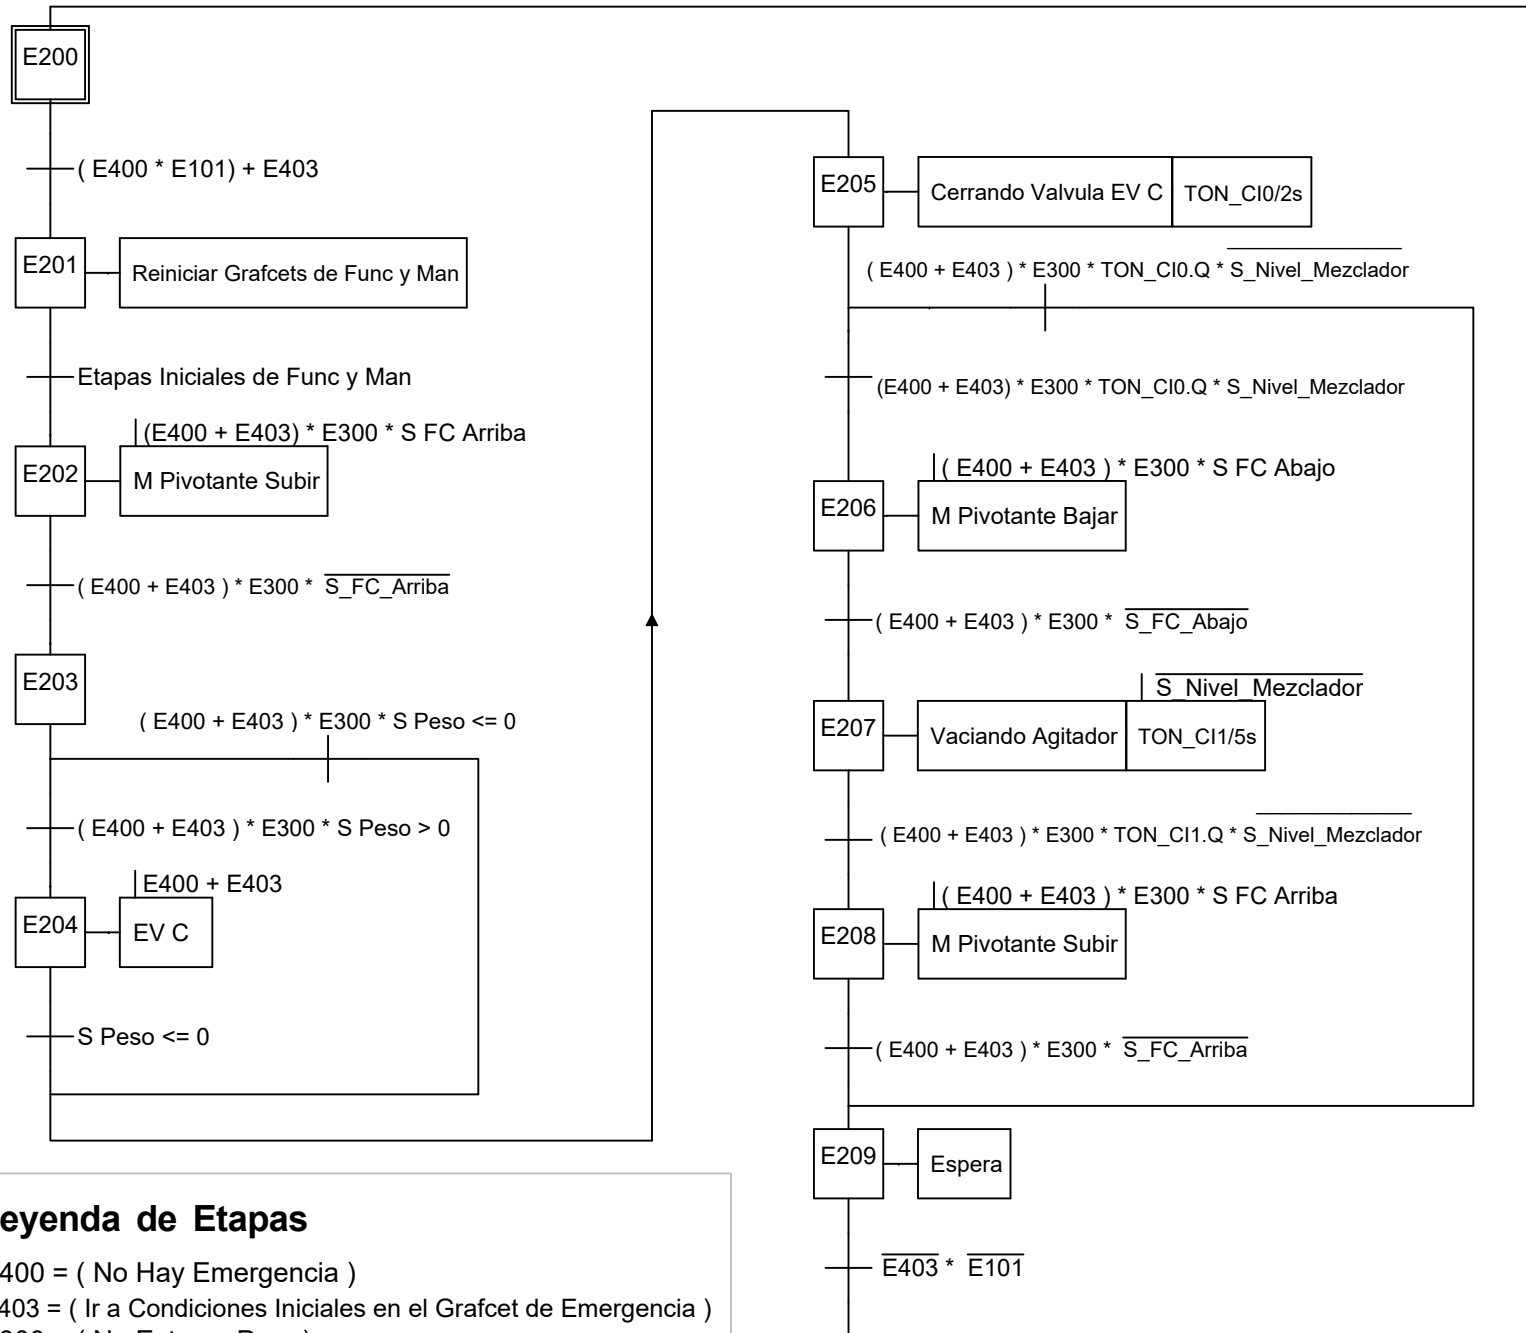 E200
( E400 * E101) + E403
E201
Reiniciar Grafcets de Func y Man
Etapas Iniciales de Func y Man
(E400 + E403) * E300 * S FC Arriba
E202
M Pivotante Subir
( E400 + E403 ) * E300 * S_FC_Arriba
E203
( E400 + E403 ) * E300 * S Peso <= 0
( E400 + E403 ) * E300 * S Peso > 0
E400 + E403
E204
EV C
S Peso <= 0
E205
Cerrando Valvula EV C
TON_CI0/2s
( E400 + E403 ) * E300 * TON_CI0.Q * S_Nivel_Mezclador
(E400 + E403) * E300 * TON_CI0.Q * S_Nivel_Mezclador
( E400 + E403 ) * E300 * S FC Abajo
E206
M Pivotante Bajar
( E400 + E403 ) * E300 * S_FC_Abajo
S_Nivel_Mezclador
E207
Vaciando Agitador
TON_CI1/5s
( E400 + E403 ) * E300 * TON_CI1.Q * S_Nivel_Mezclador
( E400 + E403 ) * E300 * S FC Arriba
E208
M Pivotante Subir
( E400 + E403 ) * E300 * S_FC_Arriba
E209
Espera
E403 * E101
eyenda de Etapas
400 = ( No Hay Emergencia )
403 = ( Ir a Condiciones Iniciales en el Grafcet de Emergencia )